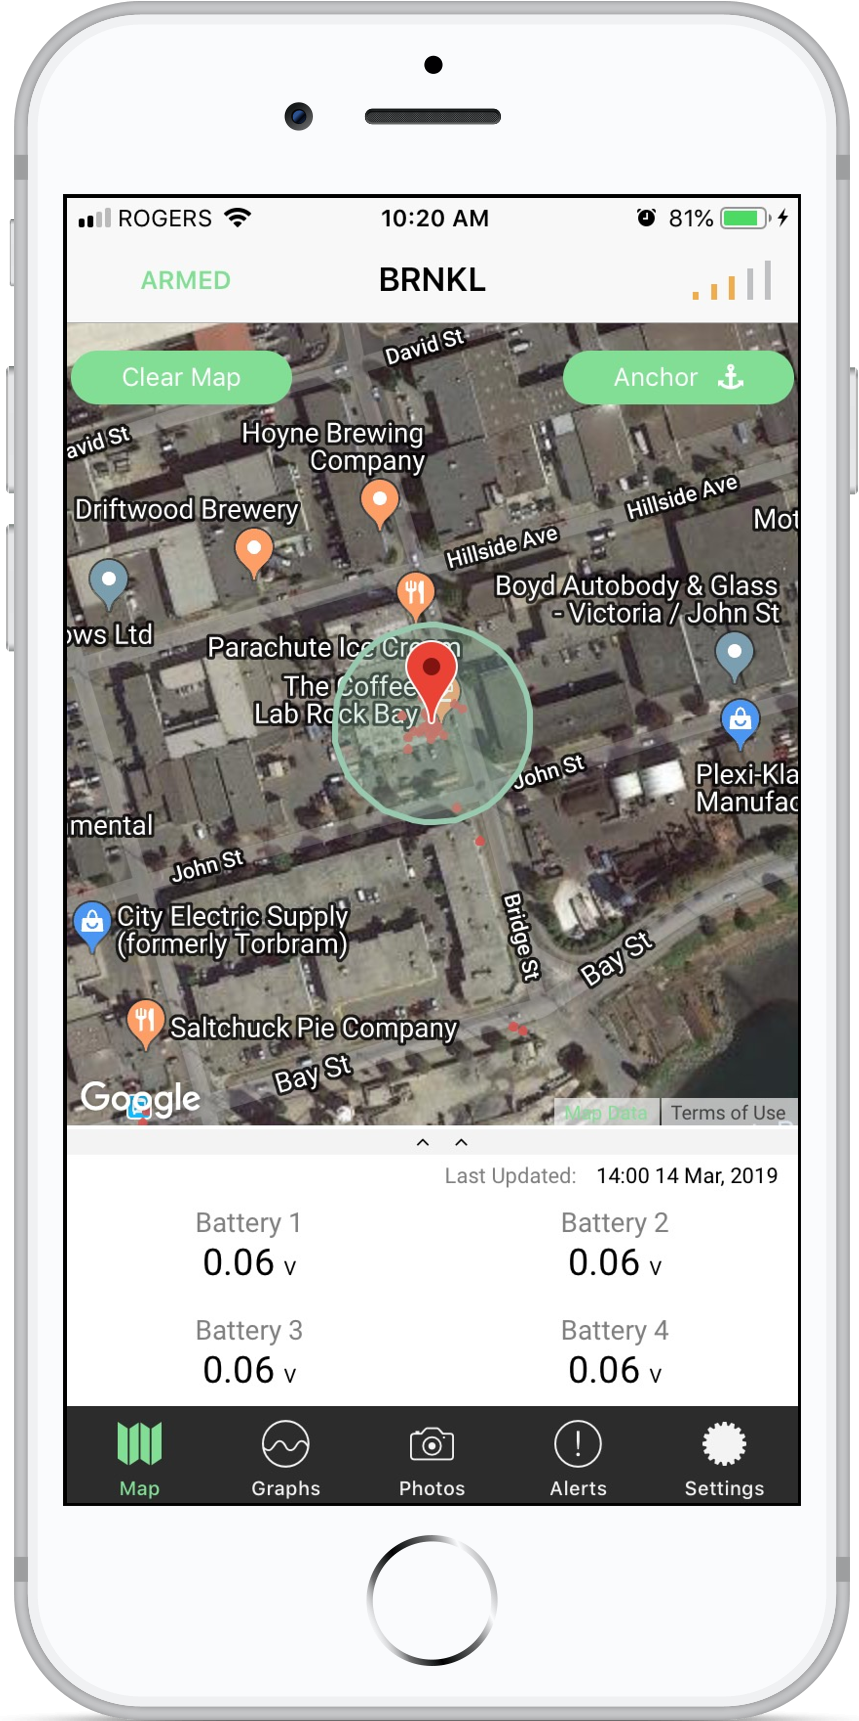 ROGERS
10:20 AM
81%
ARMED
BRNKL
David St
Clear Map
Anchor
avid St
Hoyne Brewing
Company
Hillside Ave
Driftwood Brewery
Mot
Hillside Ave
Boyd Autobody & Glass
- Victoria / John St
ows Ltd
Parachute Ice Cream
The Coffee
Lab Rock Bay
John St
Plexi-Kla
Manufac
mental
John St
City Electric Supply
(formerly Torbram)
Bridge St
Bay St
Saltchuck Pie Company
Bay St
Google
Map Data
Terms of Use
Last Updated: 14:00 14 Mar, 2019
Battery 1
0.06 v
Battery 2
0.06 v
Battery 3
0.06 v
Battery 4
0.06 v
Map
Graphs
Photos
Alerts
Settings